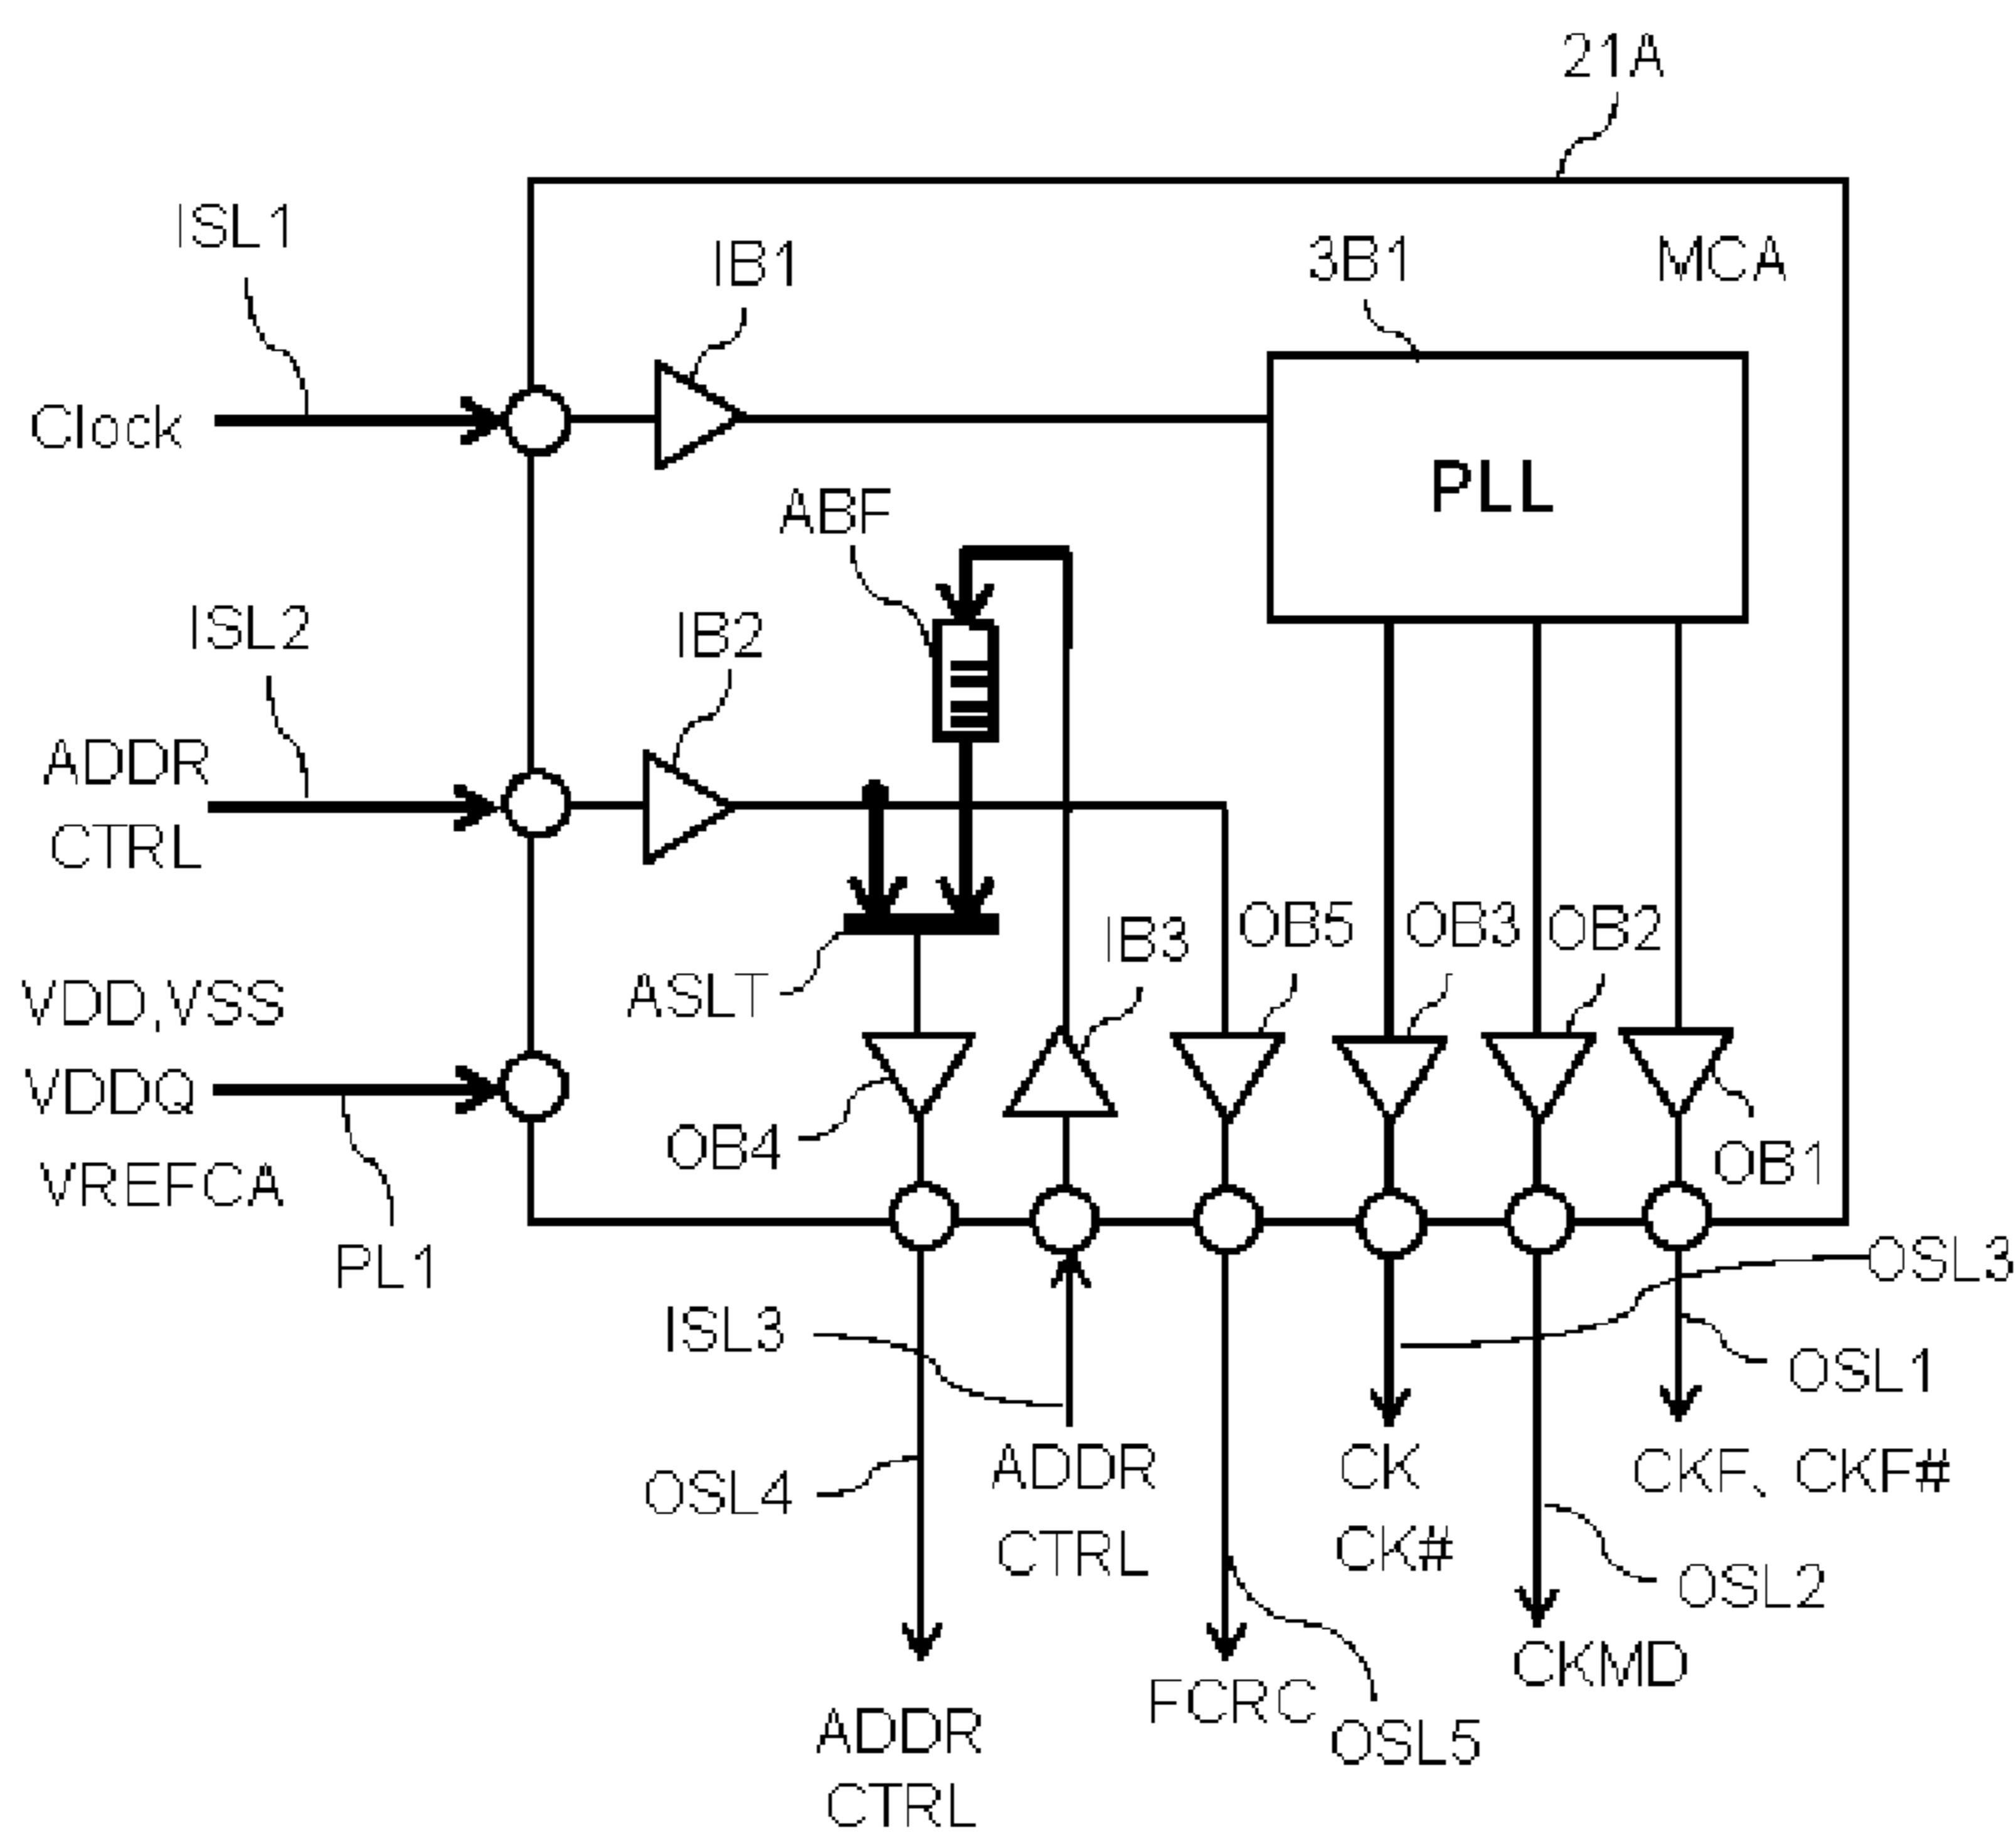 21A
ISL1
IB1
3B1
MCA
Clock
PLL
ABF
ISL2
IB2
ADDR
CTRL
OB5
OB3
OB2
IB3
ASLT
VDD,VSS
VDDQ
VREFCA
OB4
OB1
PL1
OSL3
ISL3
OSL1
OSL4
ADDR
CTRL
CK
CK#
CKF、CKF#
OSL2
CKMD
FCRC
OSL5
ADDR
CTRL